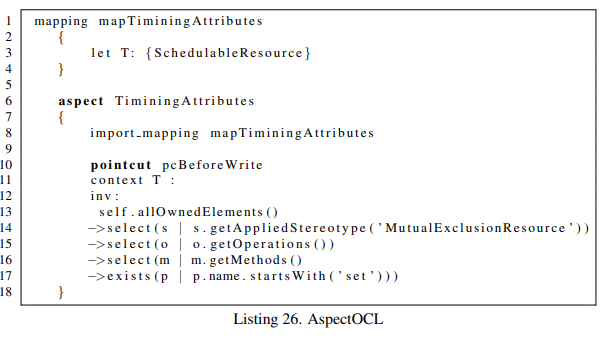 1 mapping mapTiminingAttributes
2 {
3 let T: {SchedulableResource}
4 }
5
6 aspect TiminingAttributes
7 {
8 import_mapping mapTiminingAttributes
9
10 pointcut pcBeforeWrite
11 context T :
12 inv:
13 self.allOwnedElements()
14 −>select(s | s.getAppliedStereotype('MutualExclusionResource'))
15 −>select(o | o.getOperations())
16 −>select(m | m.getMethods()
17 −>exists(p | p.name.startsWith('set')))
18 }
Listing 26. AspectOCL